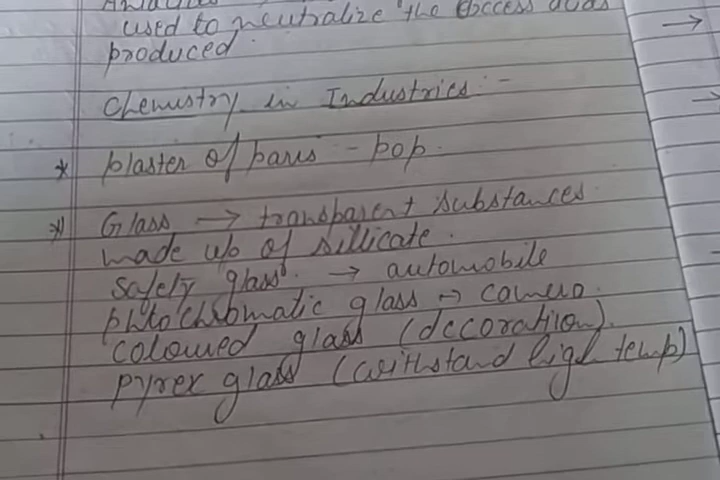 used to neutralize the Excess acids
produced.
Chemistry in Industries:-
* plaster of paris - pop.
* Glass → transparent substances
made up of sillicate.
safety glass. → automobile
phtochromatic glass → camera.
coloured glass (decoration).
pyrex glass (withstand high temp)